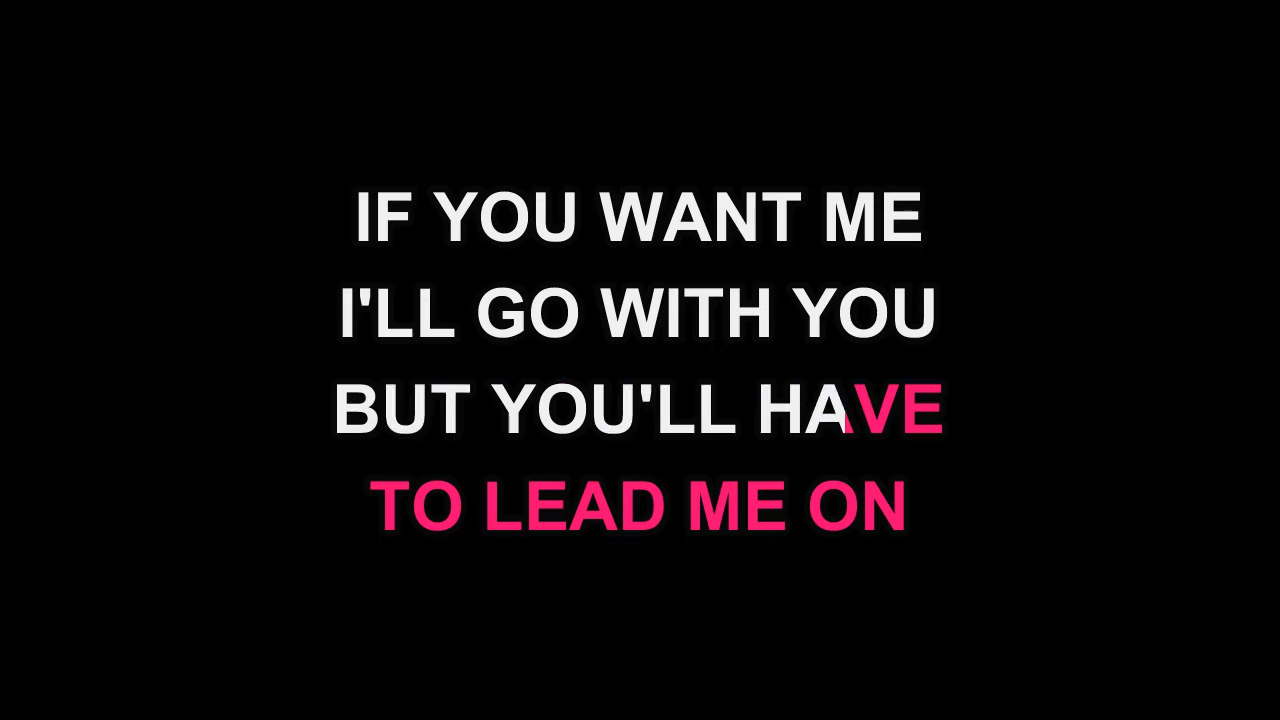 IF YOU WANT ME
I'LL GO WITH YOU
BUT YOU'LL HAVE
TO LEAD ME ON